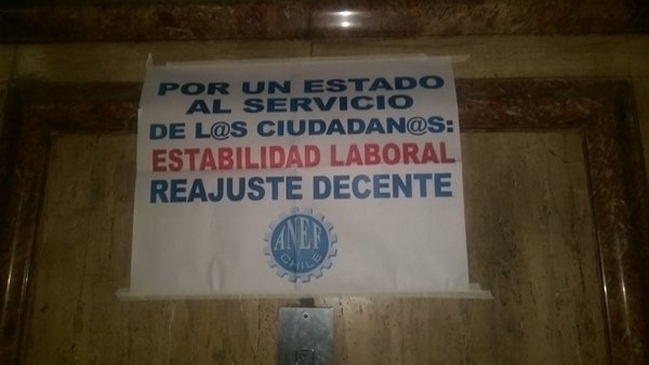 POR UN ESTADO
AL SERVICIO
DE L@S CIUDADAN@S:
ESTABILIDAD LABORAL
REAJUSTE DECENTE
ANEF
CHILE